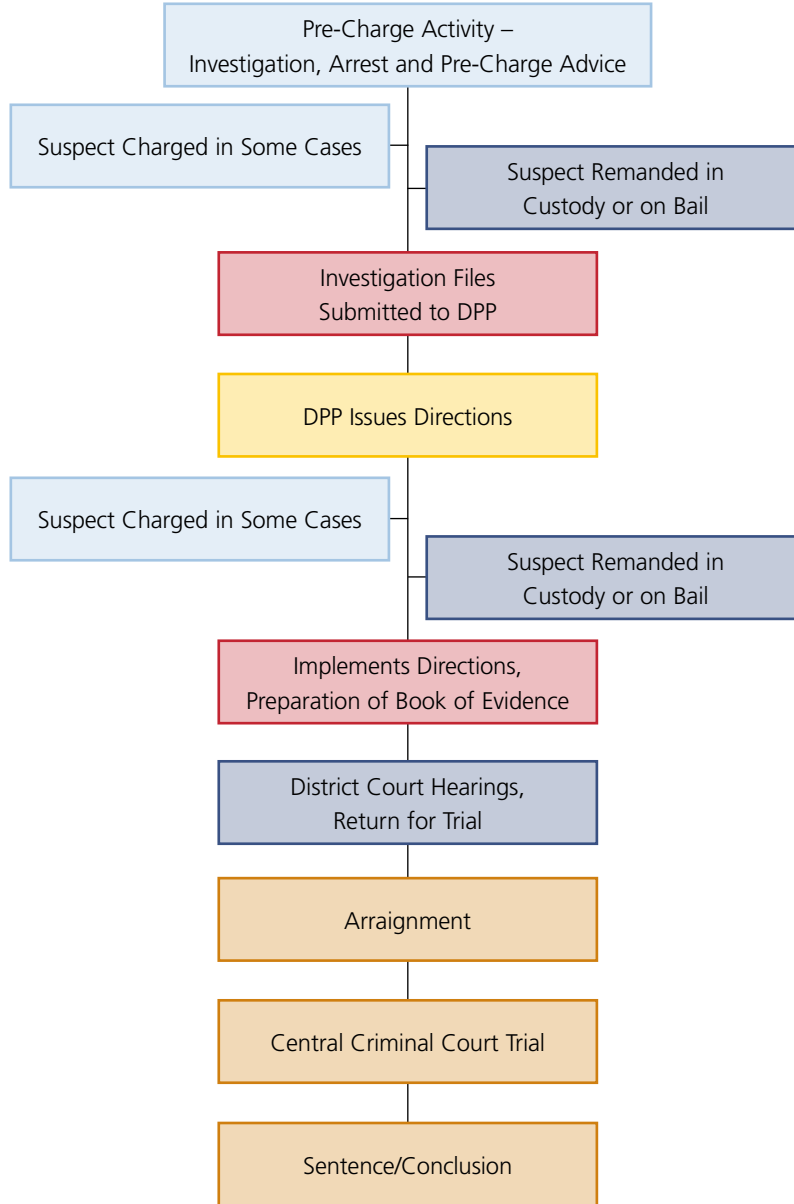 Pre-Charge Activity –
Investigation, Arrest and Pre-Charge Advice
Suspect Charged in Some Cases
Suspect Remanded in
Custody or on Bail
Investigation Files
Submitted to DPP
DPP Issues Directions
Suspect Charged in Some Cases
Suspect Remanded in
Custody or on Bail
Implements Directions,
Preparation of Book of Evidence
District Court Hearings,
Return for Trial
Arraignment
Central Criminal Court Trial
Sentence/Conclusion